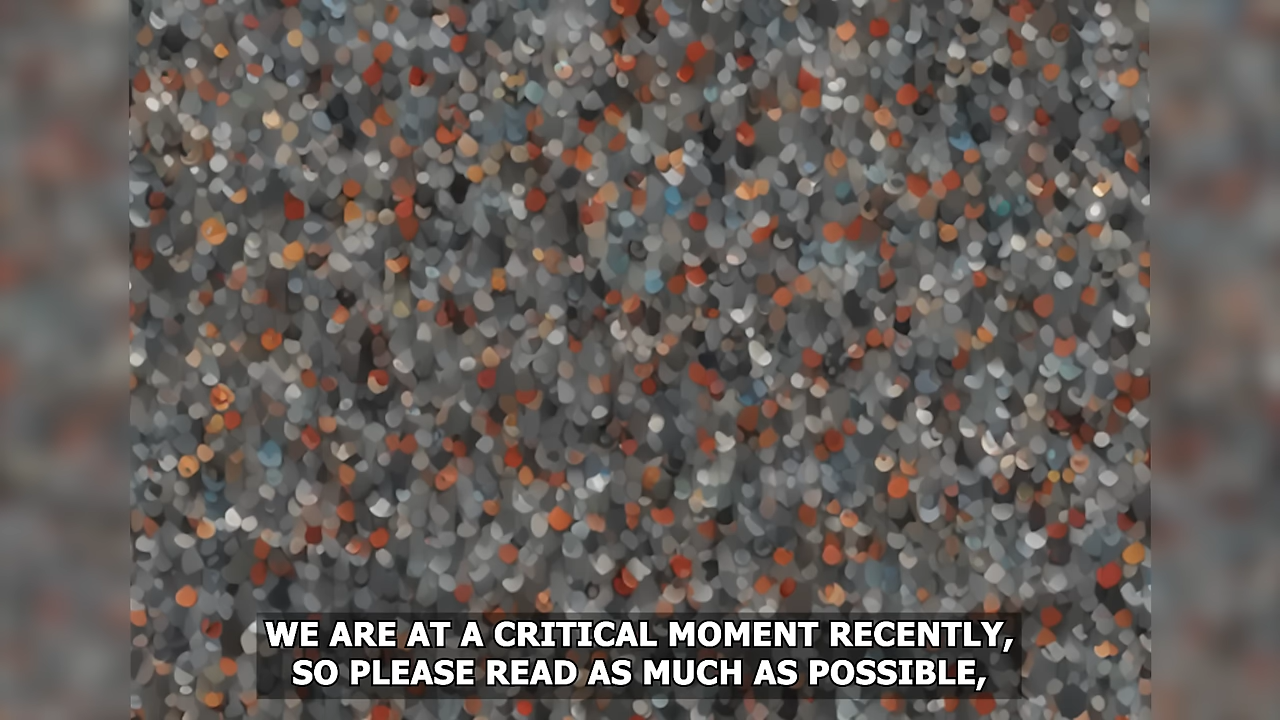 WE ARE AT A CRITICAL MOMENT RECENTLY,
SO PLEASE READ AS MUCH AS POSSIBLE,